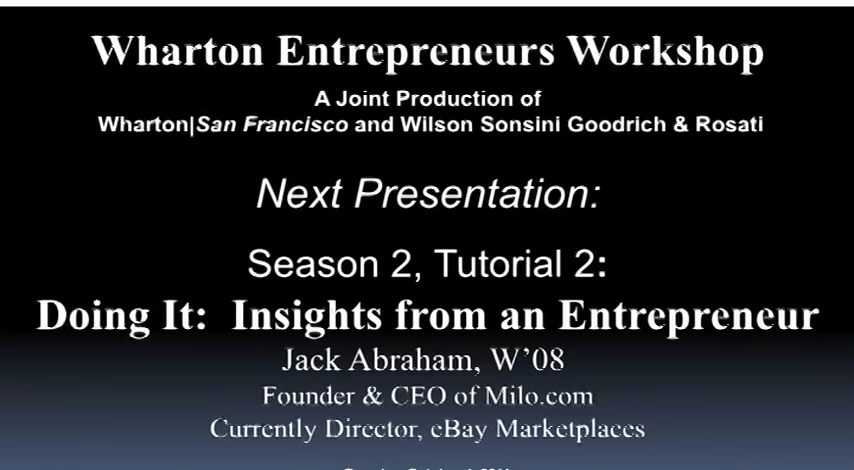 Wharton Entrepreneurs Workshop
A Joint Production of
Wharton|San Francisco and Wilson Sonsini Goodrich & Rosati
Next Presentation:
Season 2, Tutorial 2:
Doing It: Insights from an Entrepreneur
Jack Abraham, W’08
Founder & CEO of Milo.com
Currently Director, eBay Marketplaces